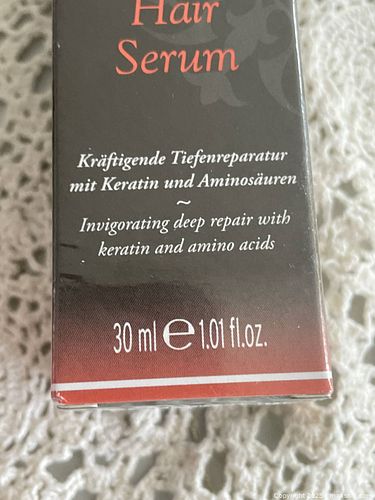 Hair
Serum
Kräftigende Tiefenreparatur
mit Keratin und Aminosäuren
~
Invigorating deep repair with
keratin and amino acids
30 ml ℮ 1.01 fl.oz.